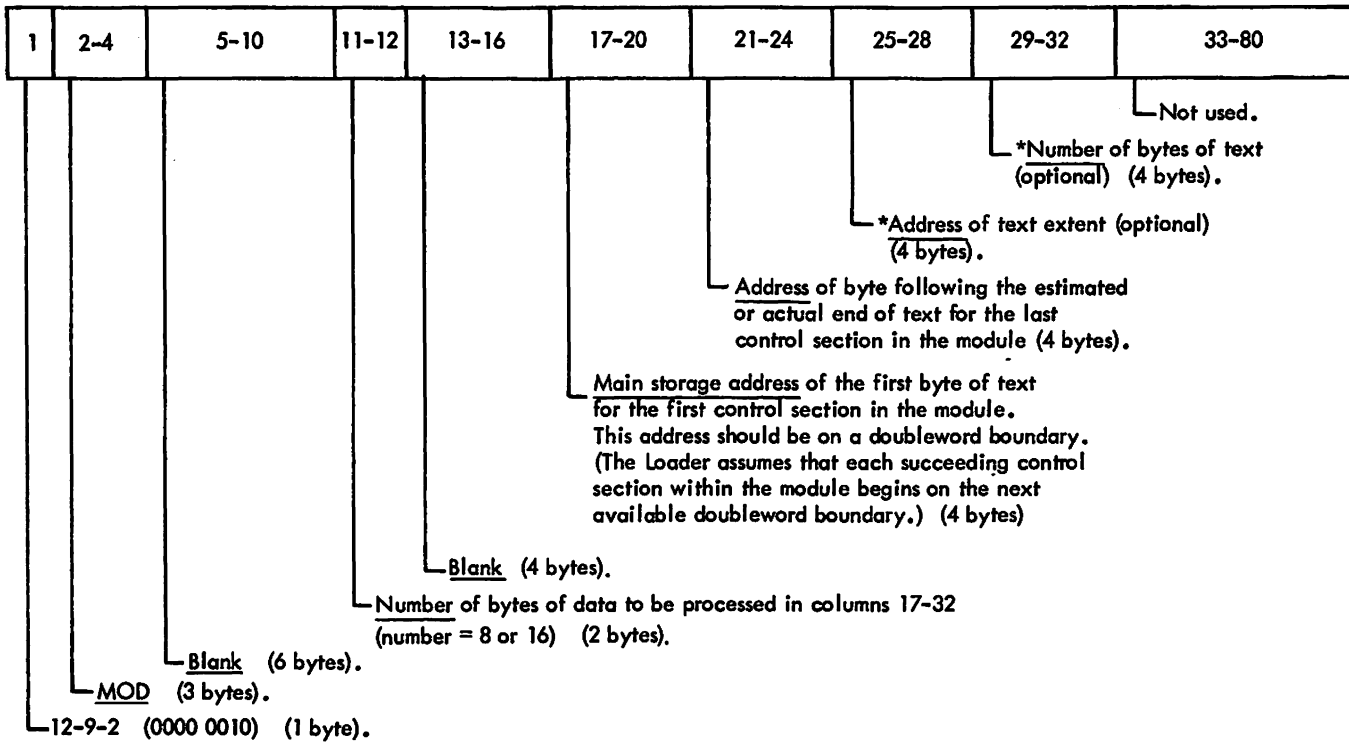 1 2-4 5-10 11-12 13-16 17-20 21-24 25-28 29-32 33-80
Not used.
*Number of bytes of text
(optional) (4 bytes).
*Address of text extent (optional)
(4 bytes).
Address of byte following the estimated
or actual end of text for the last
control section in the module (4 bytes).
Main storage address of the first byte of text
for the first control section in the module.
This address should be on a doubleword boundary.
(The Loader assumes that each succeeding control
section within the module begins on the next
available doubleword boundary.) (4 bytes)
Blank (4 bytes).
Number of bytes of data to be processed in columns 17-32
(number = 8 or 16) (2 bytes).
Blank (6 bytes).
MOD (3 bytes).
12-9-2 (0000 0010) (1 byte).